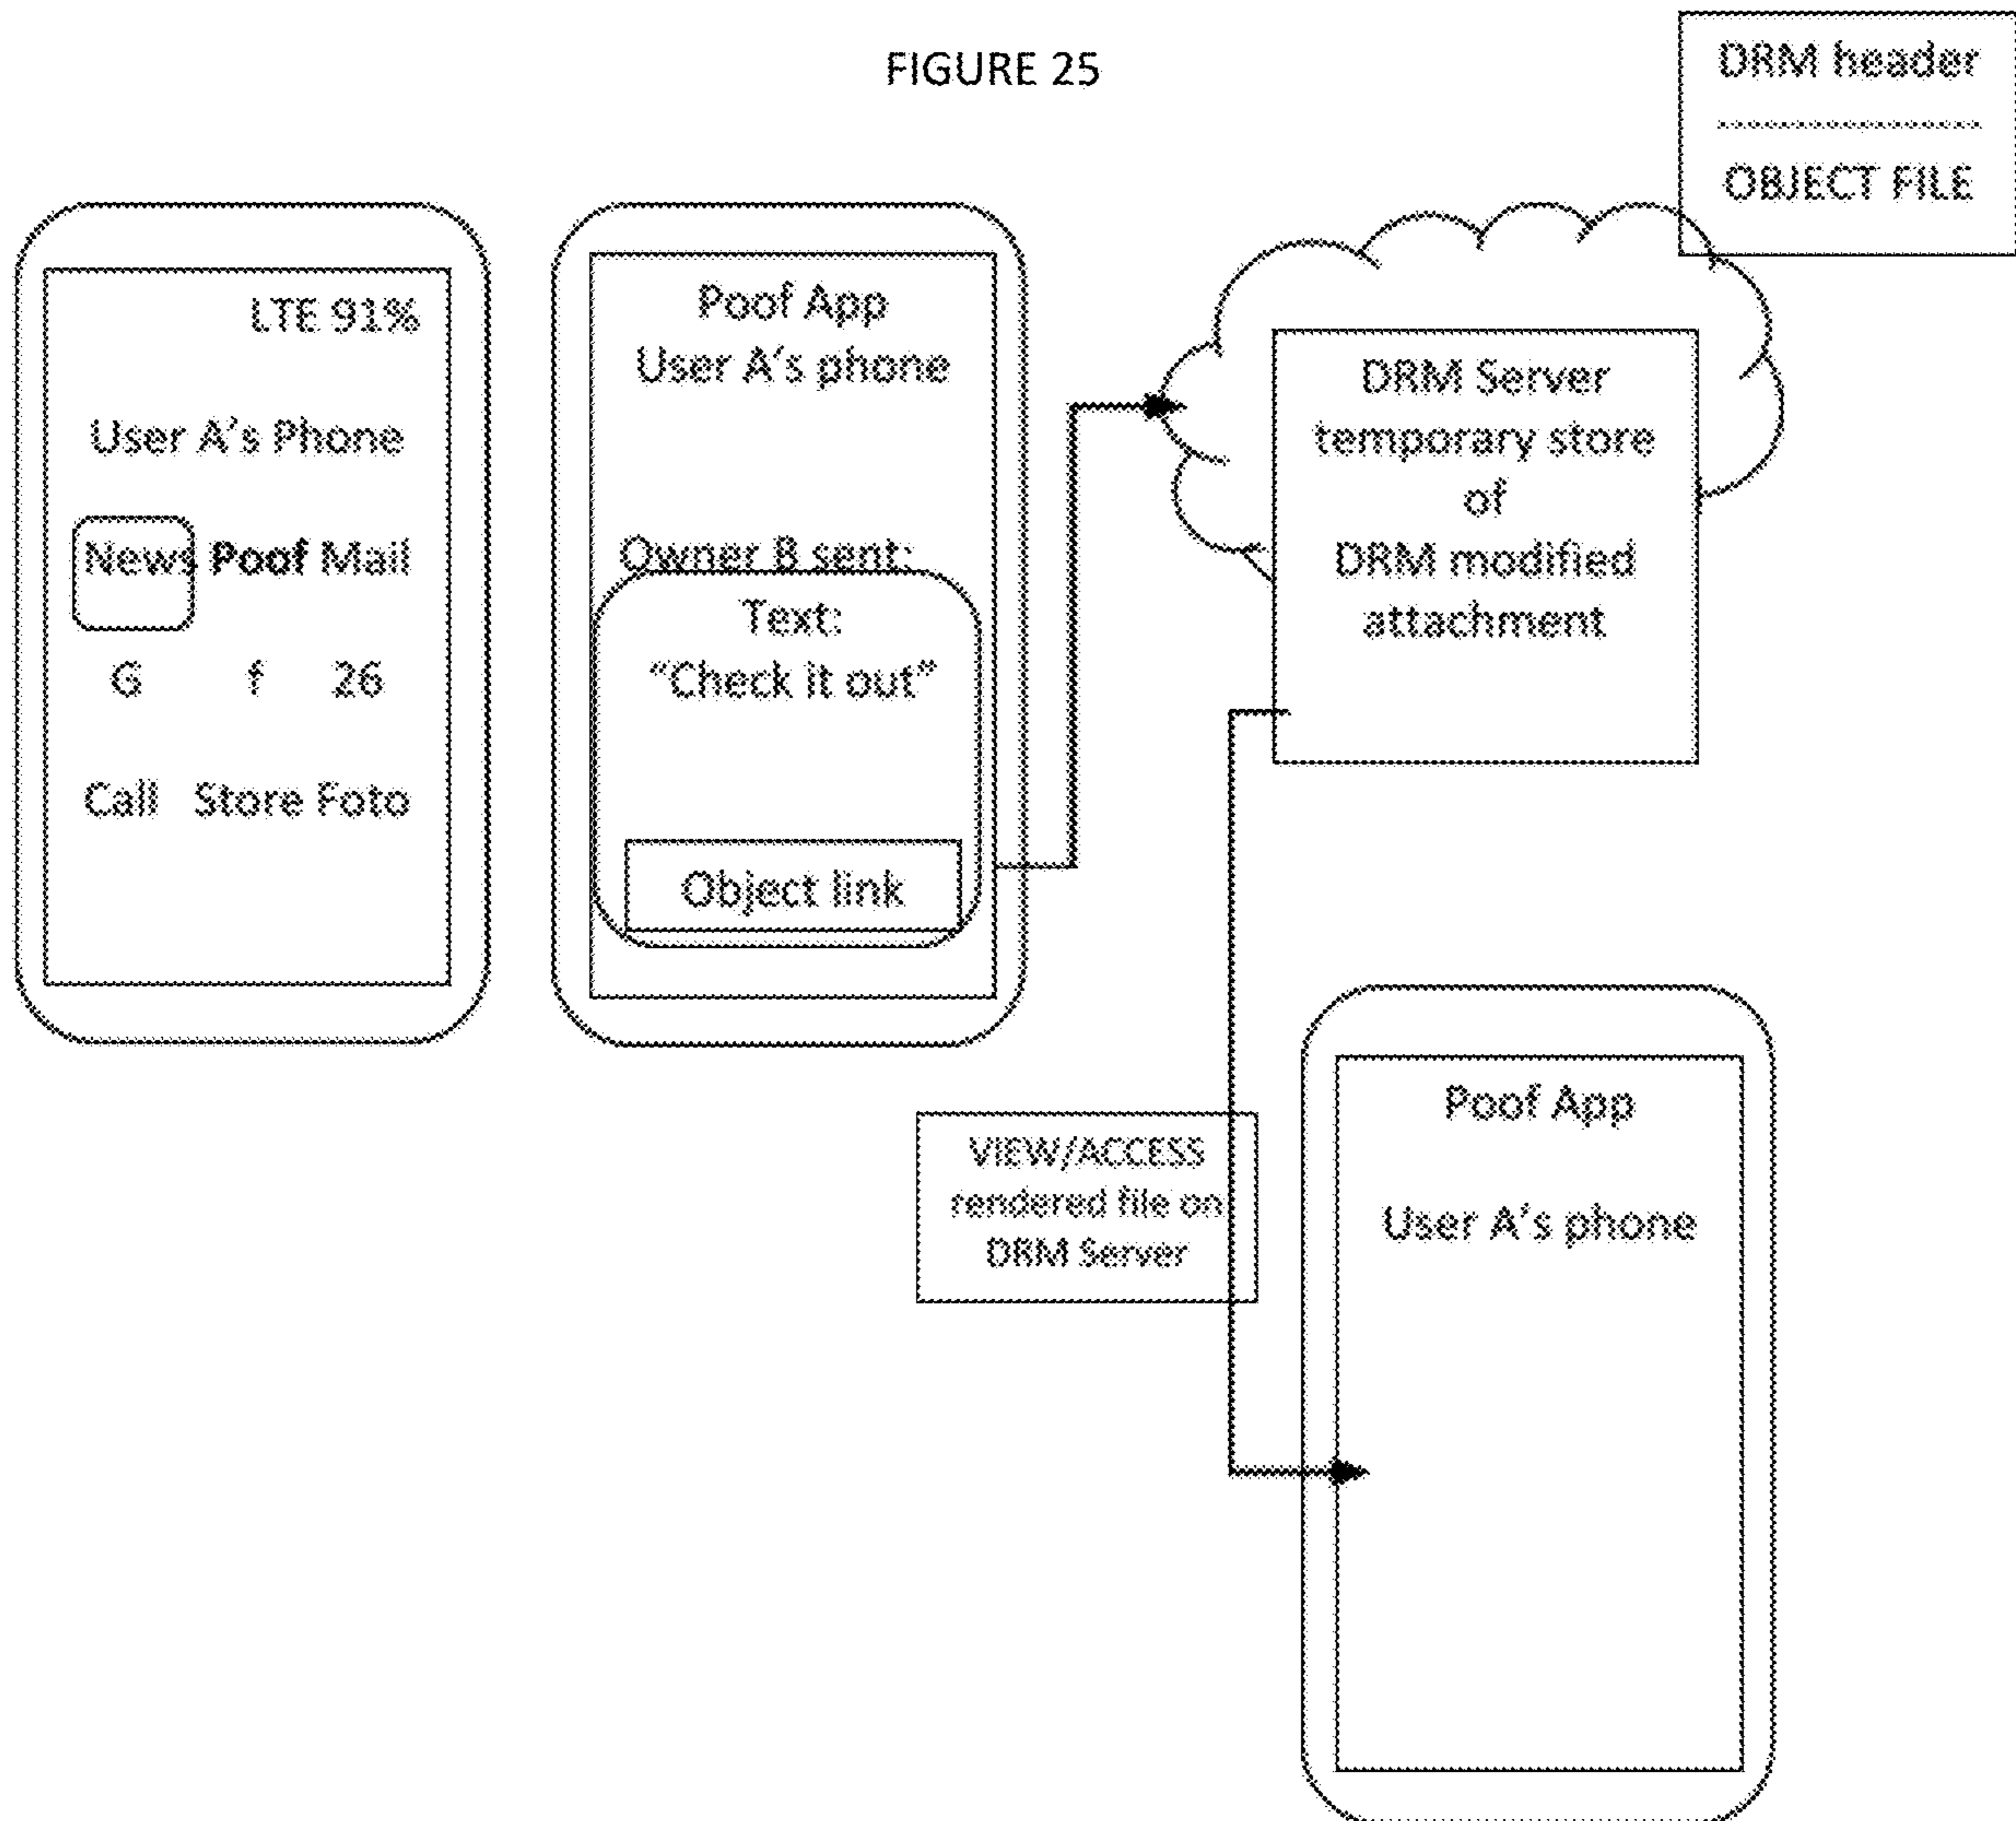 FIGURE 25
DRM header
OBJECT FILE
LTE 91%
User A's Phone
News Poof Mail
G f 26
Call Store Foto
Poof App
User A's phone
Owner B sent:
Text:
“Check it out”
Object link
DRM Server
temporary store
of
DRM modified
attachment
VIEW/ACCESS
rendered file on
DRM Server
Poof App
User A's phone